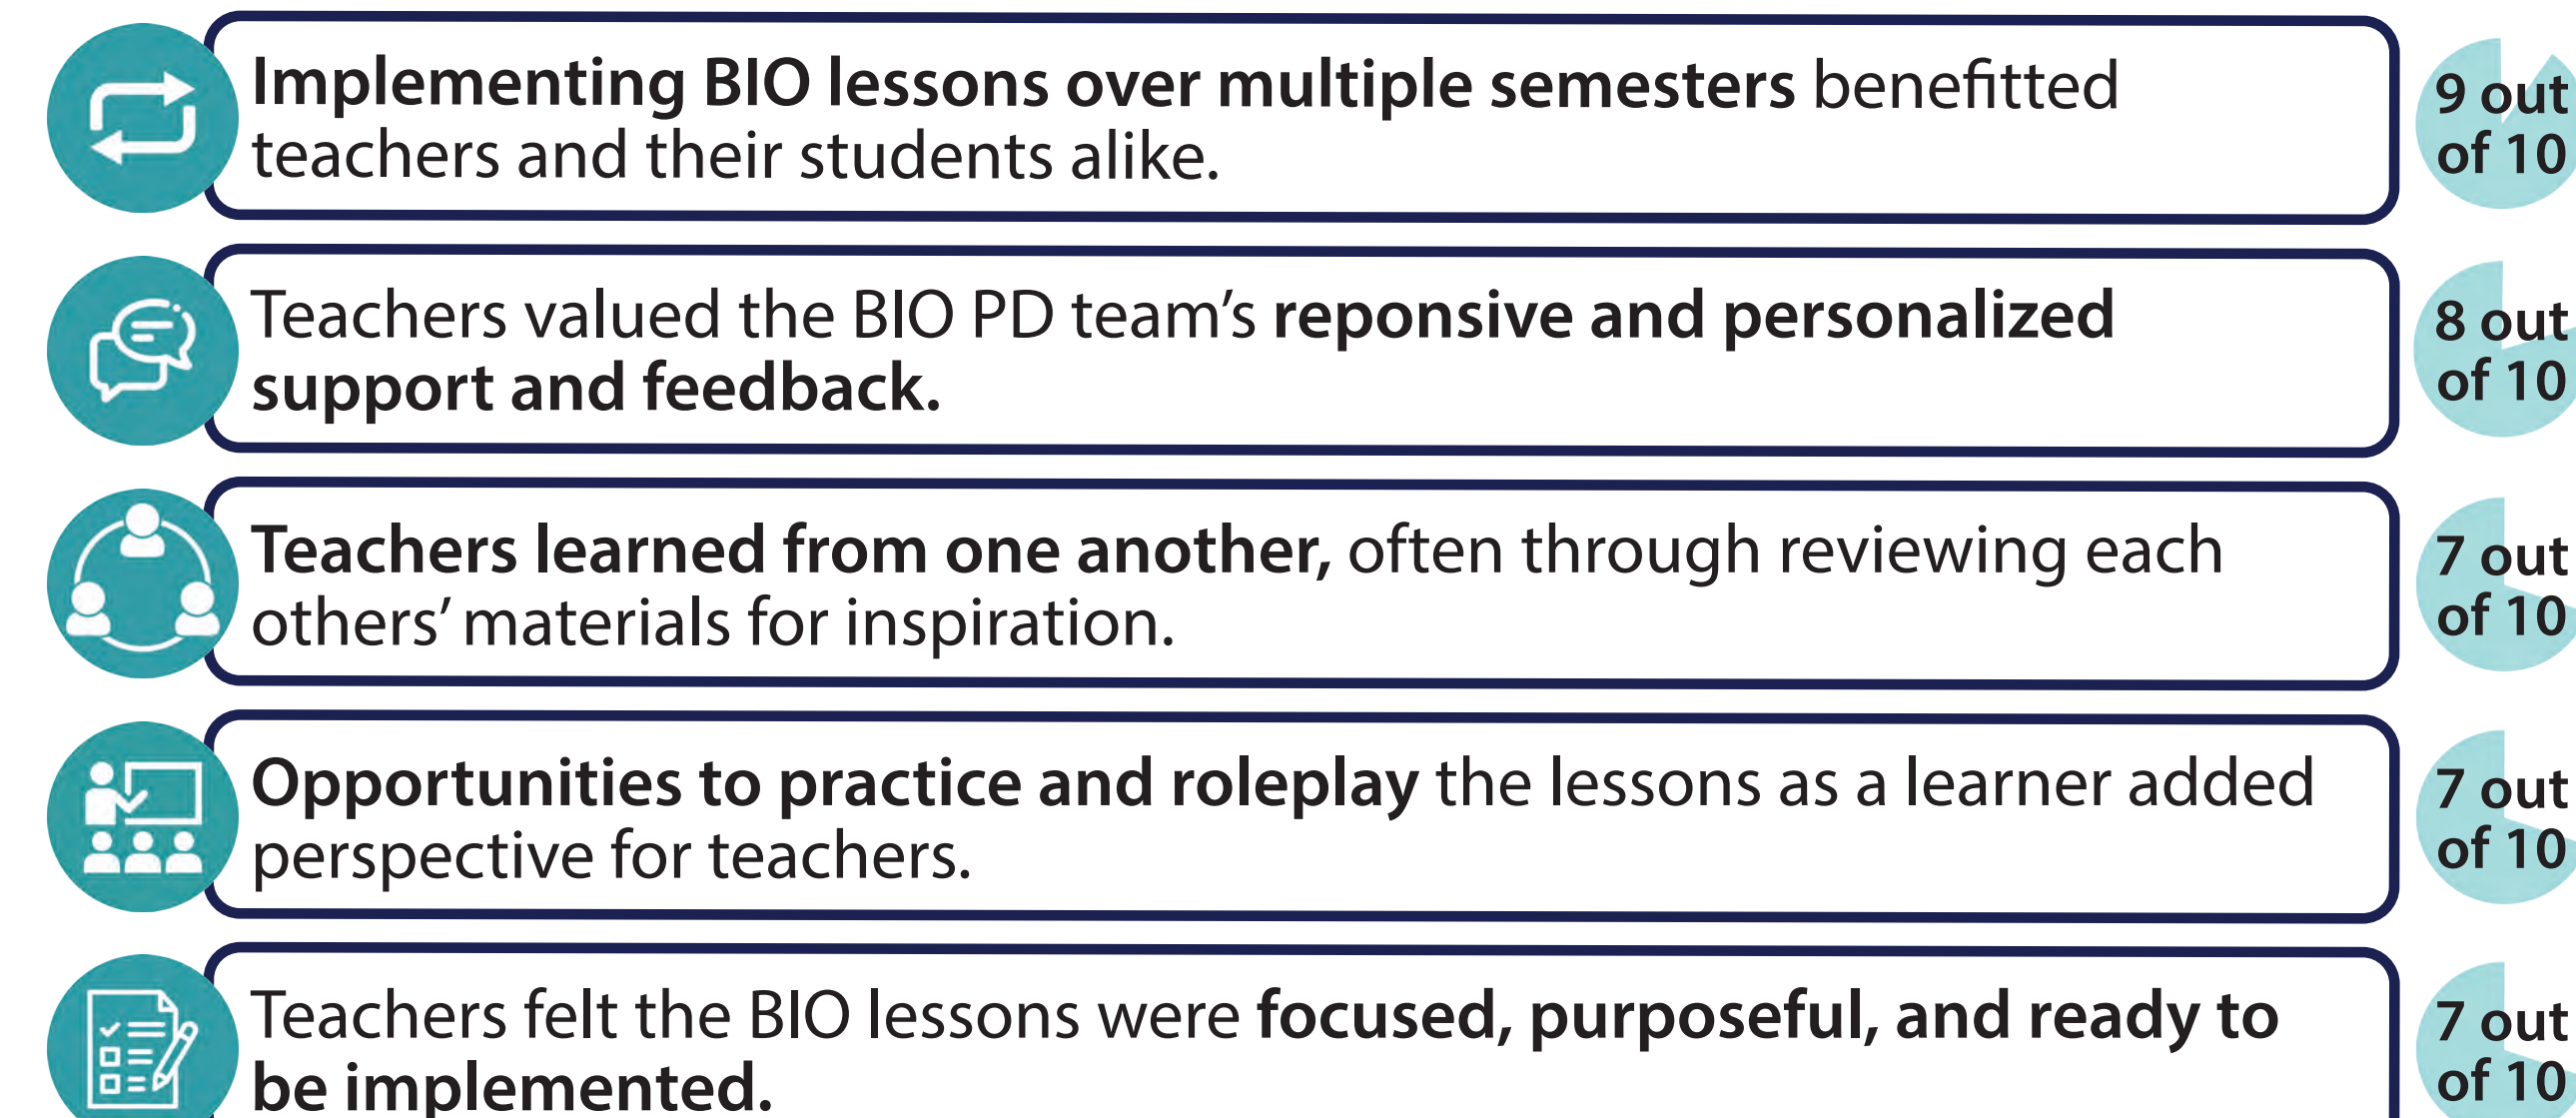 Implementing BIO lessons over multiple semesters benefitted
teachers and their students alike.
9 out
of 10
Teachers valued the BIO PD team’s reponsive and personalized
support and feedback.
8 out
of 10
Teachers learned from one another, often through reviewing each
others’ materials for inspiration.
7 out
of 10
Opportunities to practice and roleplay the lessons as a learner added
perspective for teachers.
7 out
of 10
Teachers felt the BIO lessons were focused, purposeful, and ready to
be implemented.
7 out
of 10